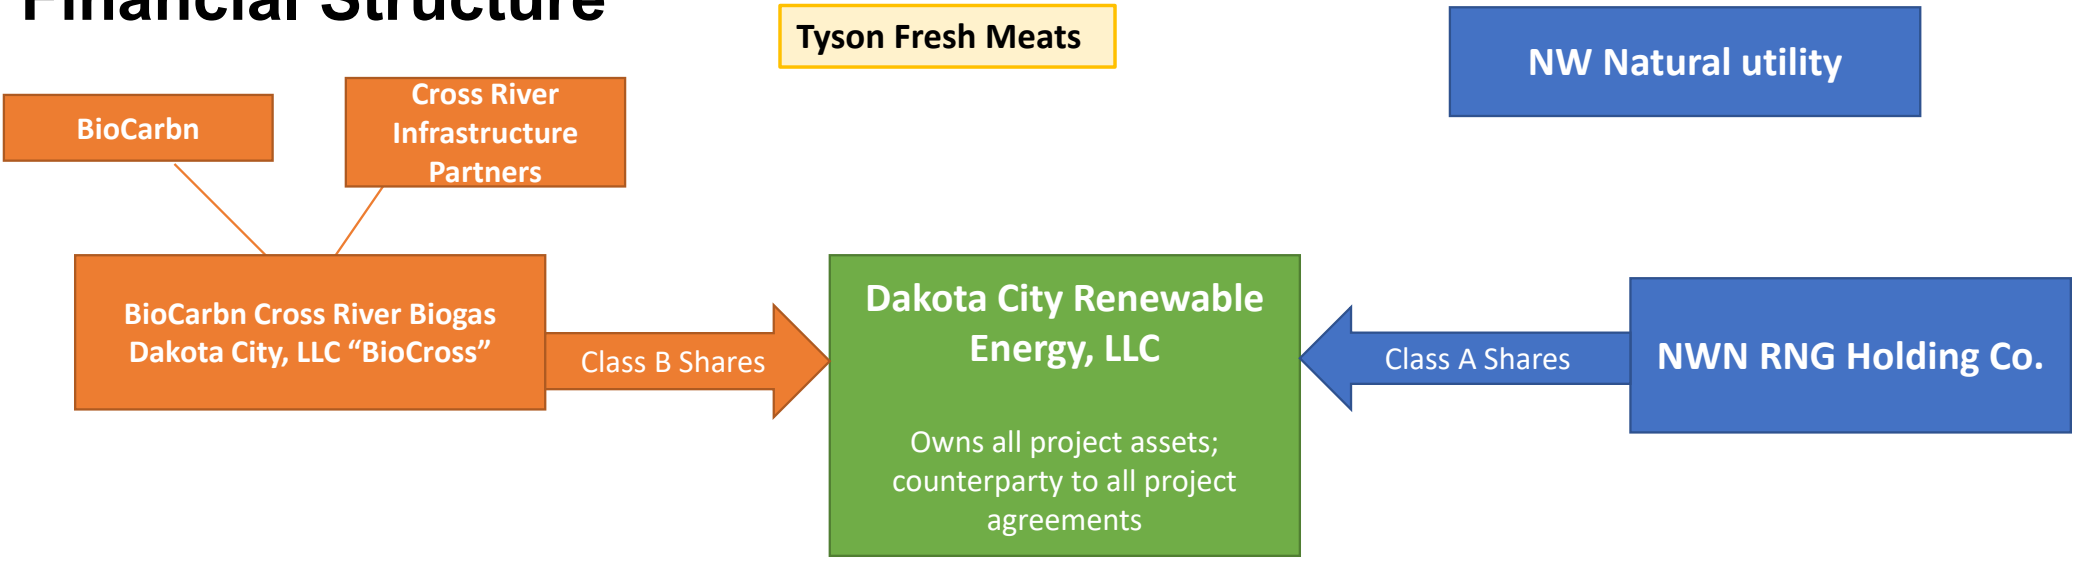 Financial Structure
Tyson Fresh Meats
NW Natural utility
BioCarbn
Cross River
Infrastructure
Partners
BioCarbn Cross River Biogas
Dakota City, LLC “BioCross”
Class B Shares
Dakota City Renewable
Energy, LLC
Owns all project assets;
counterparty to all project
agreements
Class A Shares
NWN RNG Holding Co.